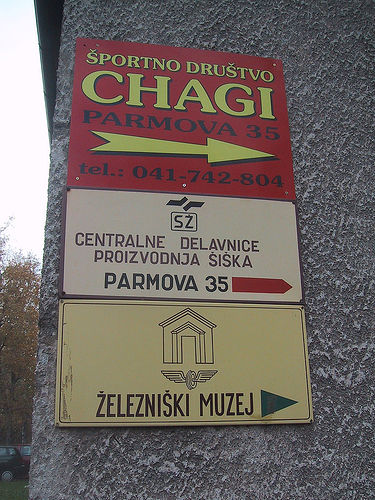 ŠPORTNO DRUŠTVO
CHAGI
PARMOVA 35
tel.: 041-742-804
SŽ
CENTRALNE DELAVNICE
PROIZVODNJA ŠIŠKA
PARMOVA 35
ŽELEZNIŠKI MUZEJ